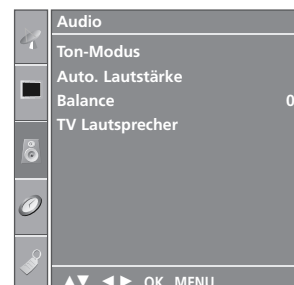 Audio
Ton-Modus
Auto. Lautstärke
Balance 0
TV Lautsprecher
▲▼ ◄► OK MENU